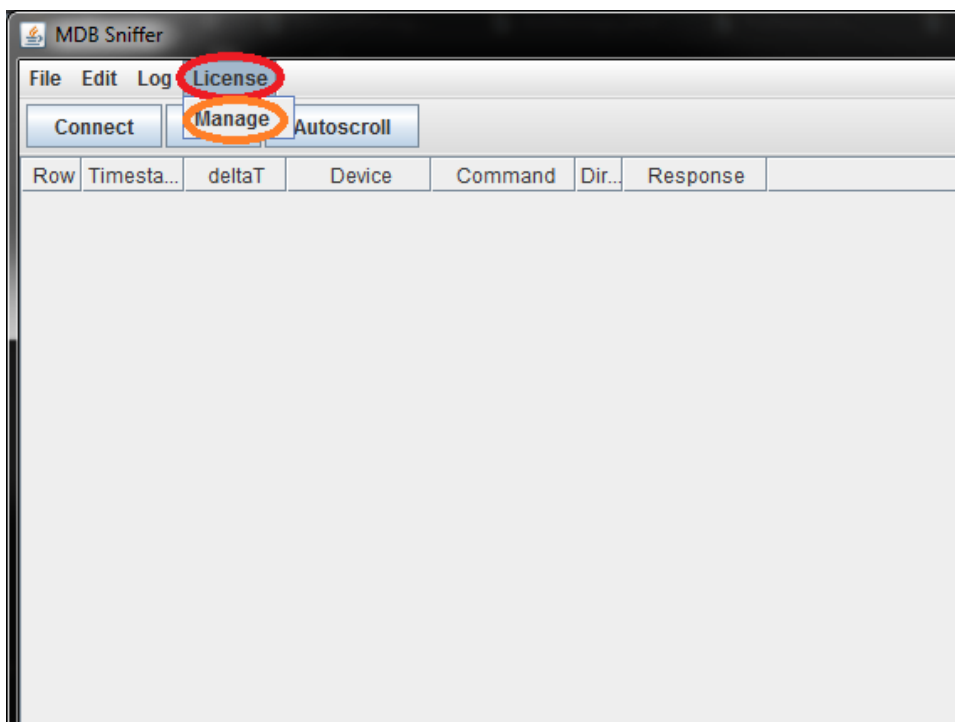 MDB Sniffer
File Edit Log License
Connect Manage Autoscroll
Row Timesta... deltaT Device Command Dir... Response